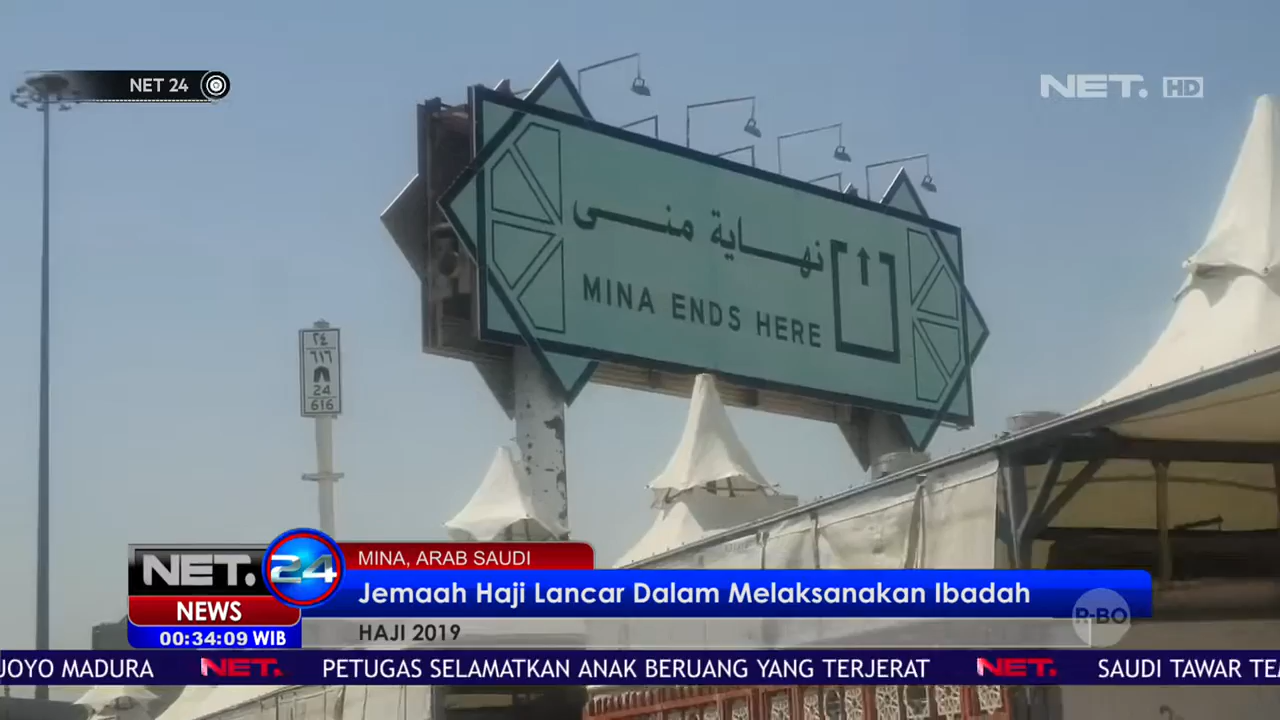 NET 24
NET. HD
نهاية منى
MINA ENDS HERE
٢٤
٦١٦
24
616
NET. 24
NEWS
00:34:09 WIB
MINA, ARAB SAUDI
Jemaah Haji Lancar Dalam Melaksanakan Ibadah
HAJI 2019
R-BO
JOYO MADURA NET. PETUGAS SELAMATKAN ANAK BERUANG YANG TERJERAT NET. SAUDI TAWAR